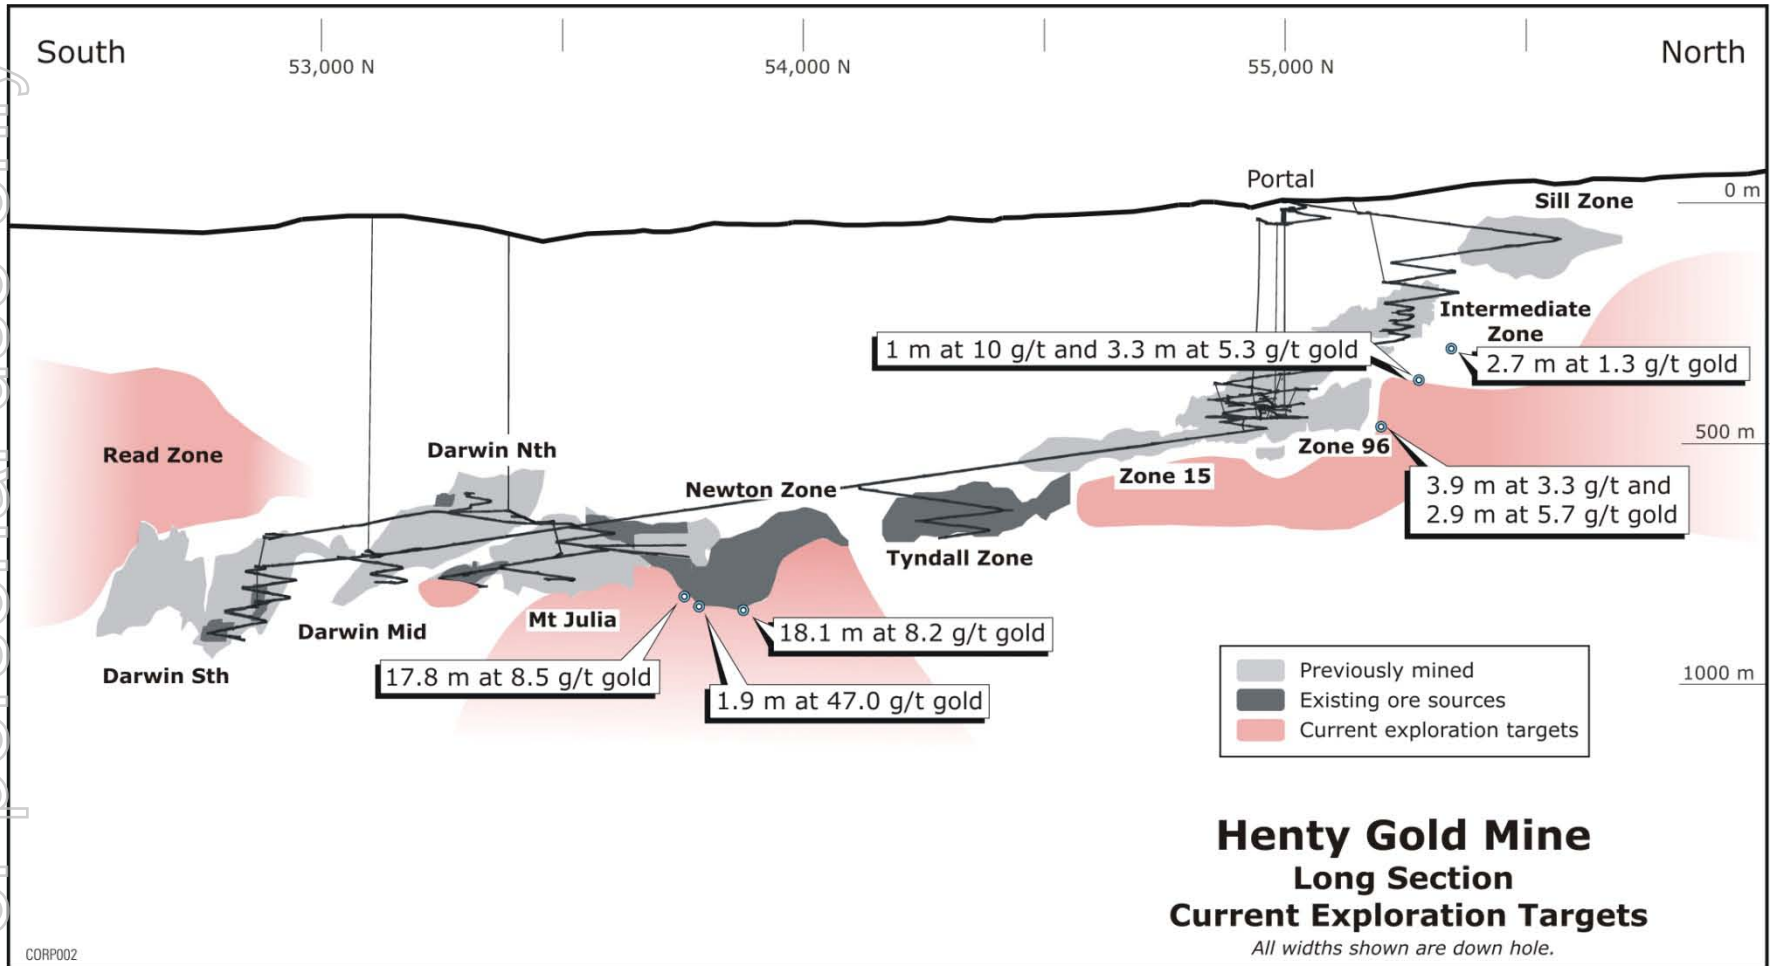 South
North
53,000 N
54,000 N
55,000 N
Portal
0 m
Sill Zone
Intermediate
Zone
1 m at 10 g/t and 3.3 m at 5.3 g/t gold
2.7 m at 1.3 g/t gold
500 m
Read Zone
Darwin Nth
Zone 96
Zone 15
Newton Zone
3.9 m at 3.3 g/t and
2.9 m at 5.7 g/t gold
Tyndall Zone
Mt Julia
Darwin Mid
Darwin Sth
18.1 m at 8.2 g/t gold
17.8 m at 8.5 g/t gold
1.9 m at 47.0 g/t gold
1000 m
Previously mined
Existing ore sources
Current exploration targets
Henty Gold Mine
Long Section
Current Exploration Targets
All widths shown are down hole.
CORP002